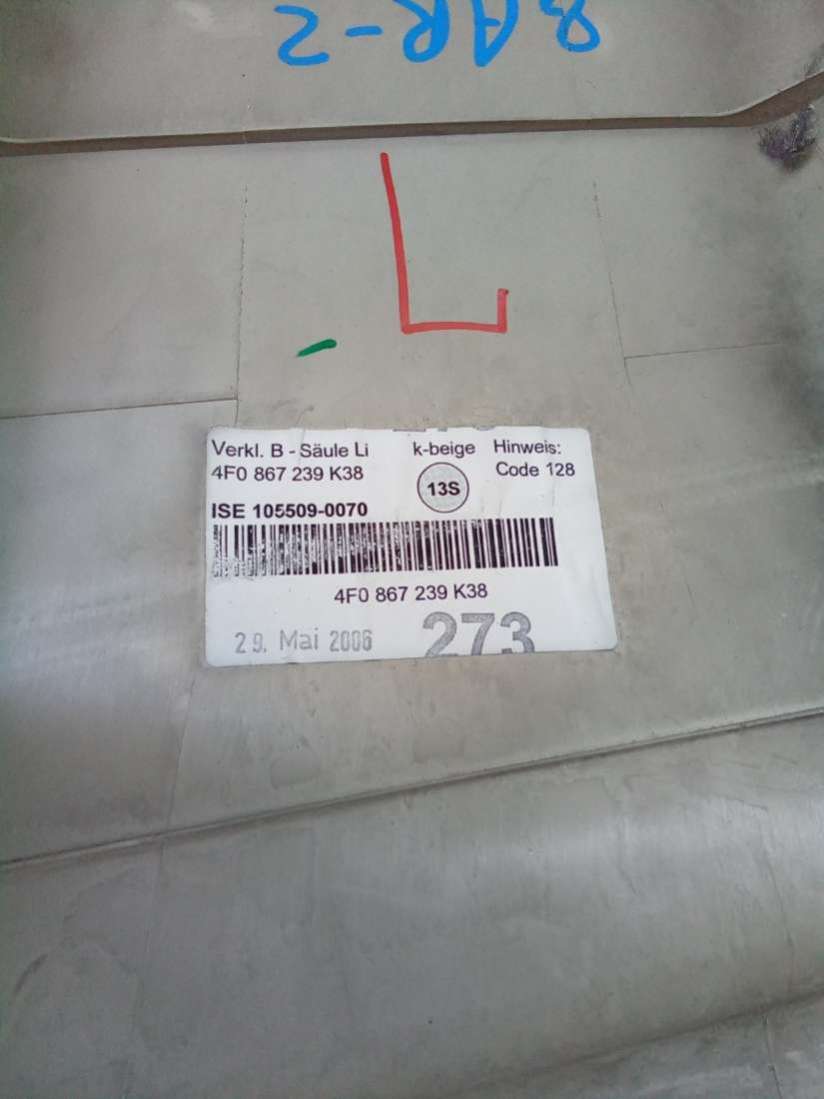 BAR-2
L
Verkl. B - Säule Li k-beige Hinweis:
4F0 867 239 K38 13S Code 128
ISE 105509-0070
4F0 867 239 K38
29. Mai 2006 273